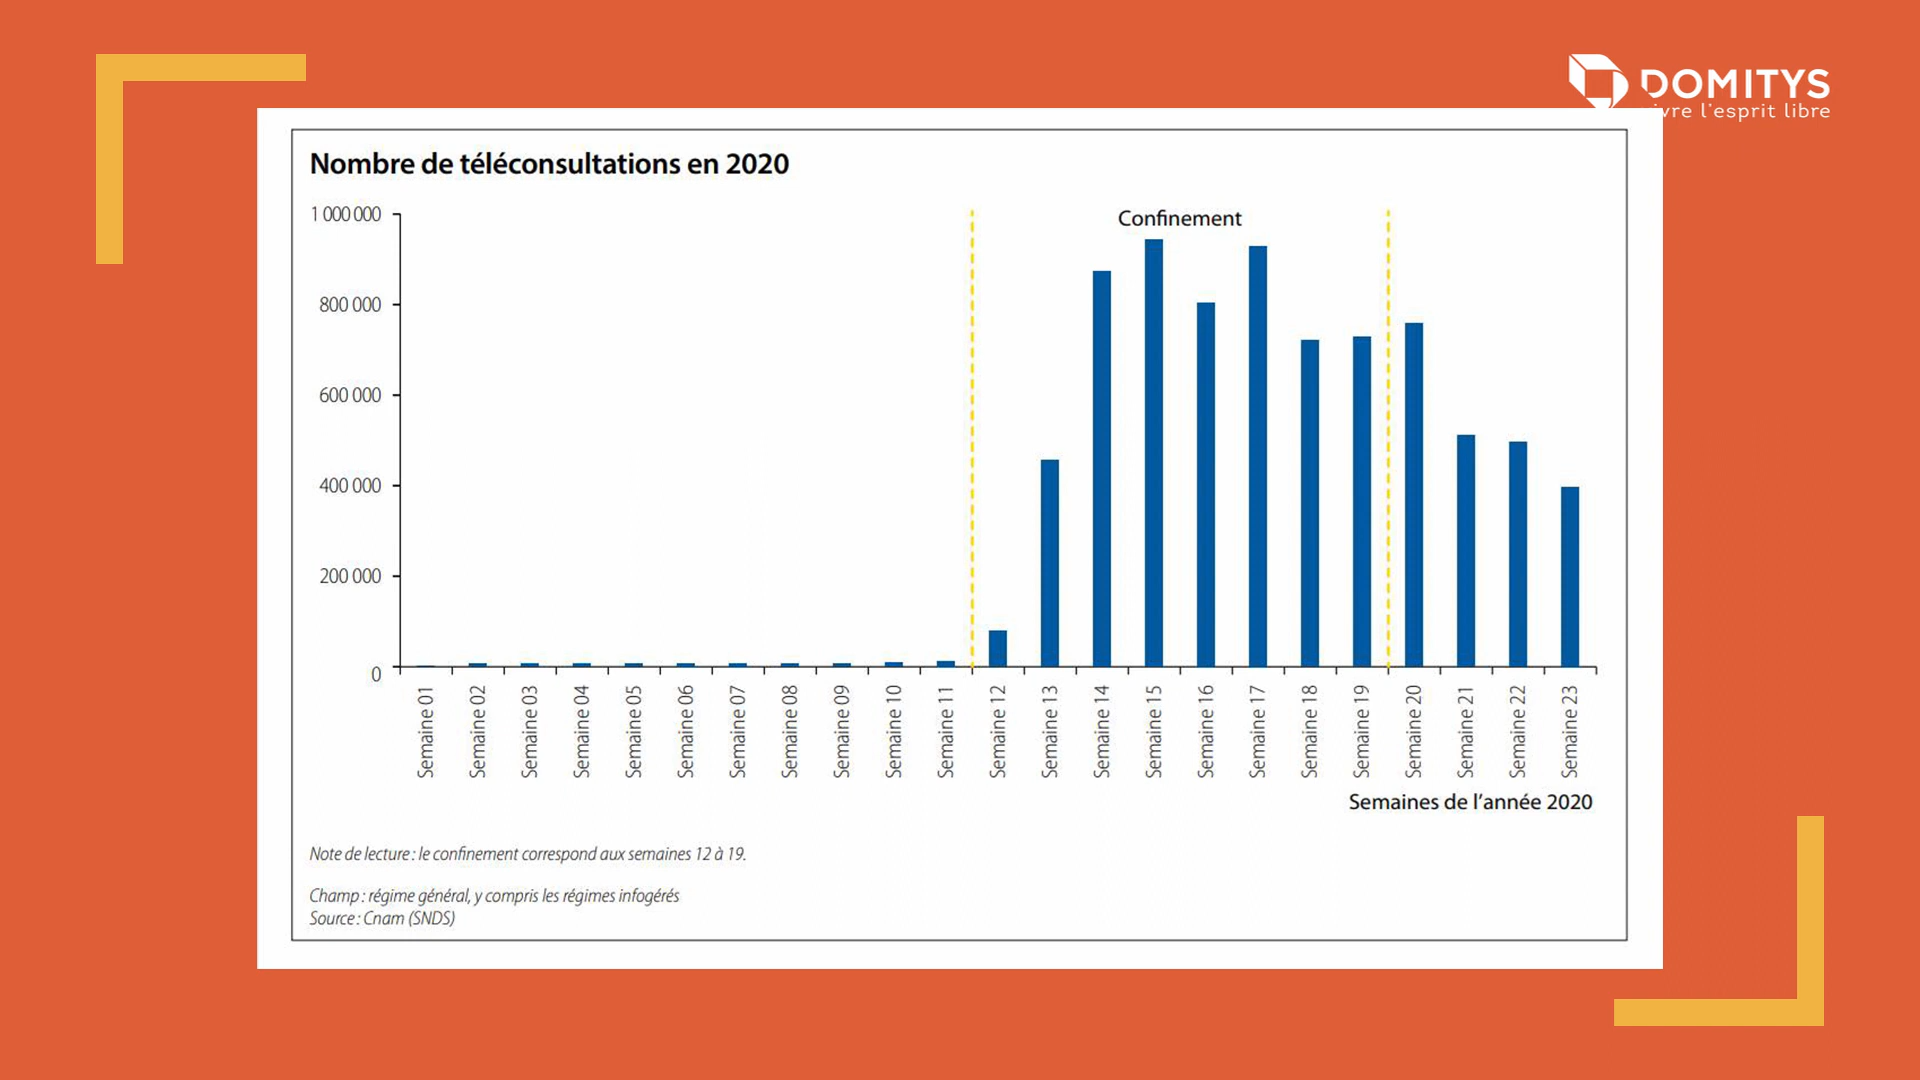 DOMITYS
vivre l'esprit libre
Nombre de téléconsultations en 2020
1 000 000
800 000
600 000
400 000
200 000
0
Confinement
Semaine 01
Semaine 02
Semaine 03
Semaine 04
Semaine 05
Semaine 06
Semaine 07
Semaine 08
Semaine 09
Semaine 10
Semaine 11
Semaine 12
Semaine 13
Semaine 14
Semaine 15
Semaine 16
Semaine 17
Semaine 18
Semaine 19
Semaine 20
Semaine 21
Semaine 22
Semaine 23
Semaines de l'année 2020
Note de lecture : le confinement correspond aux semaines 12 à 19.
Champ : régime général, y compris les régimes infogérés
Source : Cnam (SNDS)